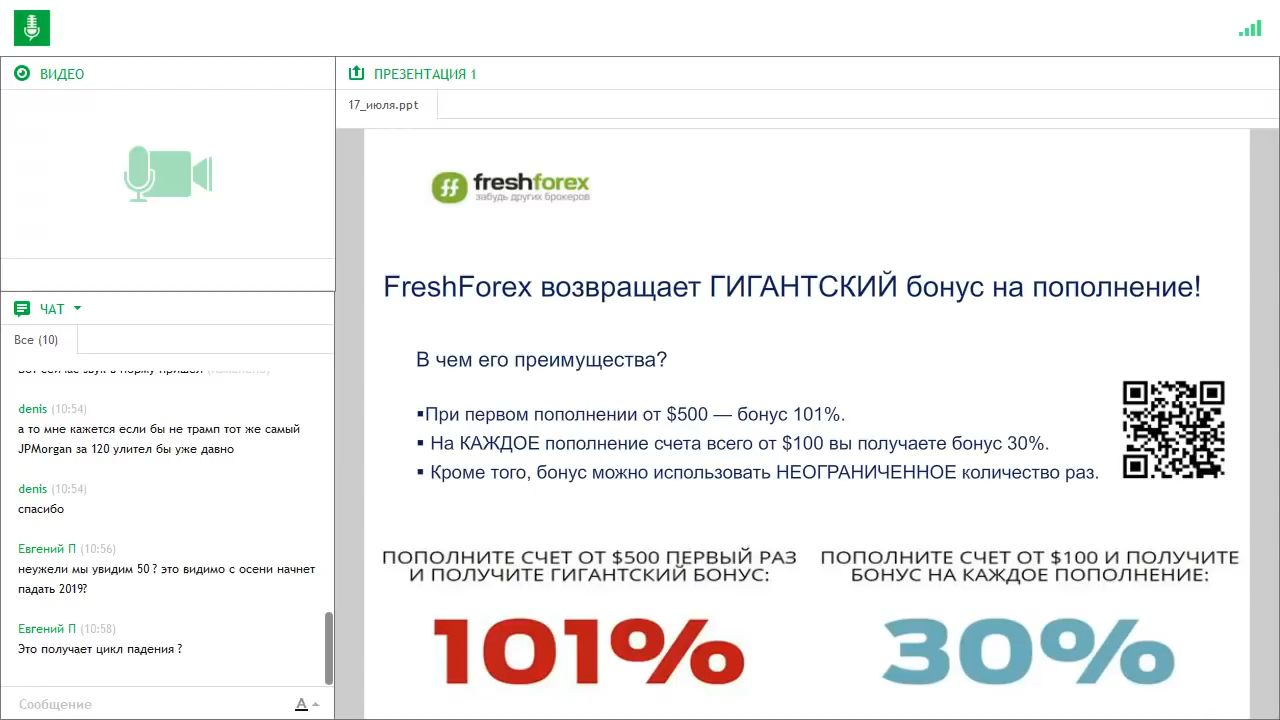 ВИДЕО
ПРЕЗЕНТАЦИЯ 1
17_июля.ppt
freshforex
забудь других брокеров
FreshForex возвращает ГИГАНТСКИЙ бонус на пополнение!
В чем его преимущества?
▪При первом пополнении от $500 — бонус 101%.
▪ На КАЖДОЕ пополнение счета всего от $100 вы получаете бонус 30%.
▪ Кроме того, бонус можно использовать НЕОГРАНИЧЕННОЕ количество раз.
ПОПОЛНИТЕ СЧЕТ ОТ $500 ПЕРВЫЙ РАЗ
И ПОЛУЧИТЕ ГИГАНТСКИЙ БОНУС:
101%
ПОПОЛНИТЕ СЧЕТ ОТ $100 И ПОЛУЧИТЕ
БОНУС НА КАЖДОЕ ПОПОЛНЕНИЕ:
30%
ЧАТ
Все (10)
denis (10:54)
а то мне кажется если бы не трамп тот же самый
JPMorgan за 120 улител бы уже давно
denis (10:54)
спасибо
Евгений П (10:56)
неужели мы увидим 50 ? это видимо с осени начнет
падать 2019?
Евгений П (10:58)
Это получает цикл падения ?
Сообщение
A